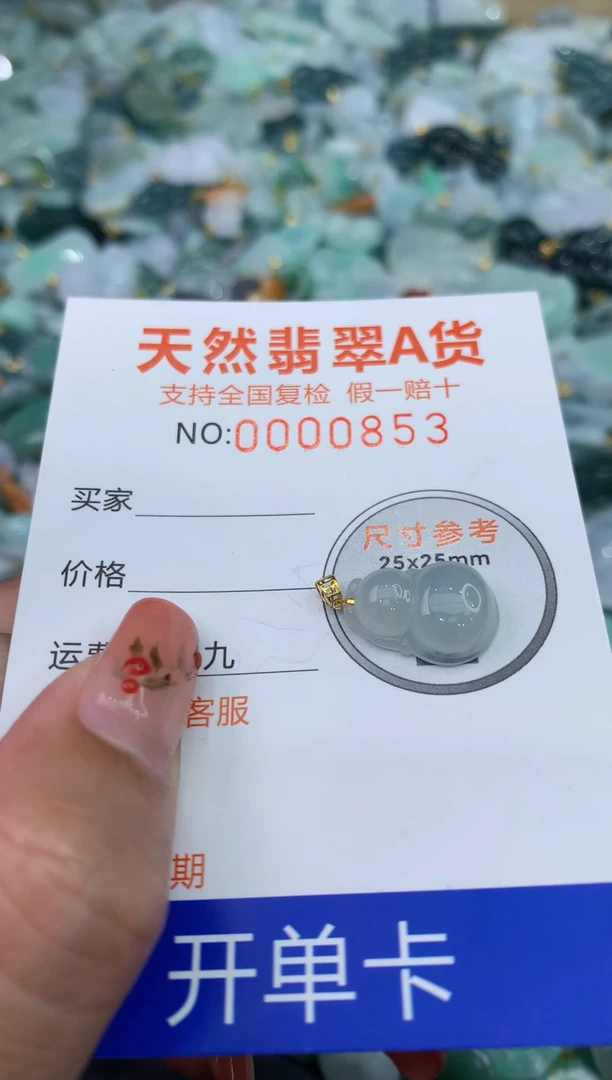 天然翡翠A货
支持全国复检 假一赔十
NO:0000853
买家
尺寸参考
25x25mm
价格
运 九
客服
期
开单卡